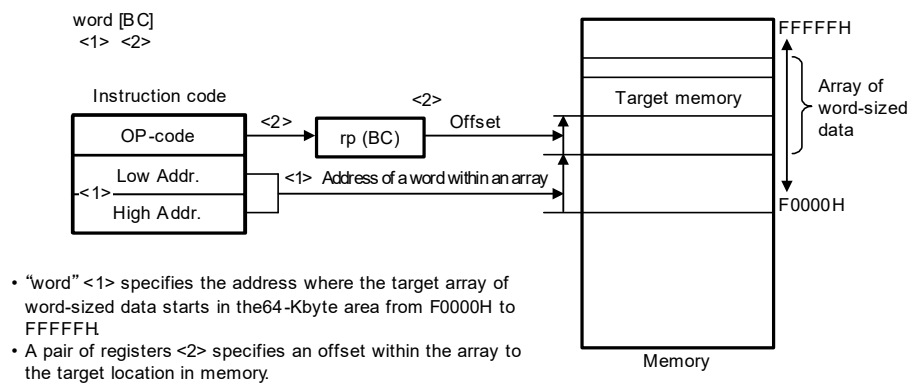 word [BC]
<1> <2>
Instruction code
OP-code
Low Addr.
<1>
High Addr.
<2>
rp (BC)
<2>
Offset
<1> Address of a word within an array
FFFFFH
Target memory
Array of
word-sized
data
F0000H
Memory
• “word” <1> specifies the address where the target array of
word-sized data starts in the64-Kbyte area from F0000H to
FFFFFH.
• A pair of registers <2> specifies an offset within the array to
the target location in memory.